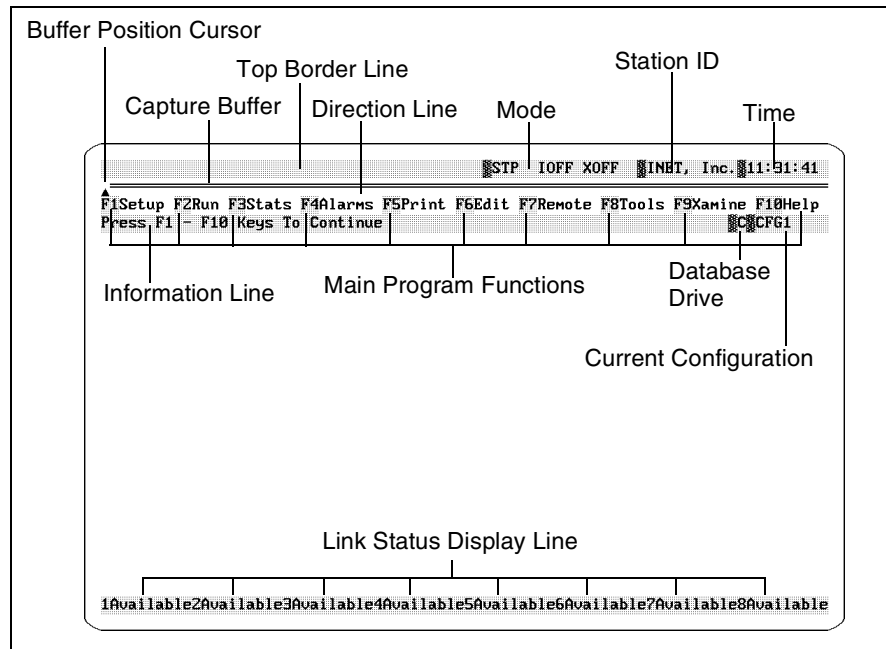 Buffer Position Cursor
Top Border Line
Station ID
Capture Buffer
Direction Line
Mode
Time
STP IOFF XOFF INET, Inc. 11:31:41
F1Setup F2Run F3Stats F4Alarms F5Print F6Edit F7Remote F8Tools F9Xamine F10Help
Press F1 - F10 Keys To Continue C CFG1
Information Line
Main Program Functions
Database
Drive
Current Configuration
Link Status Display Line
1Available2Available3Available4Available5Available6Available7Available8Available